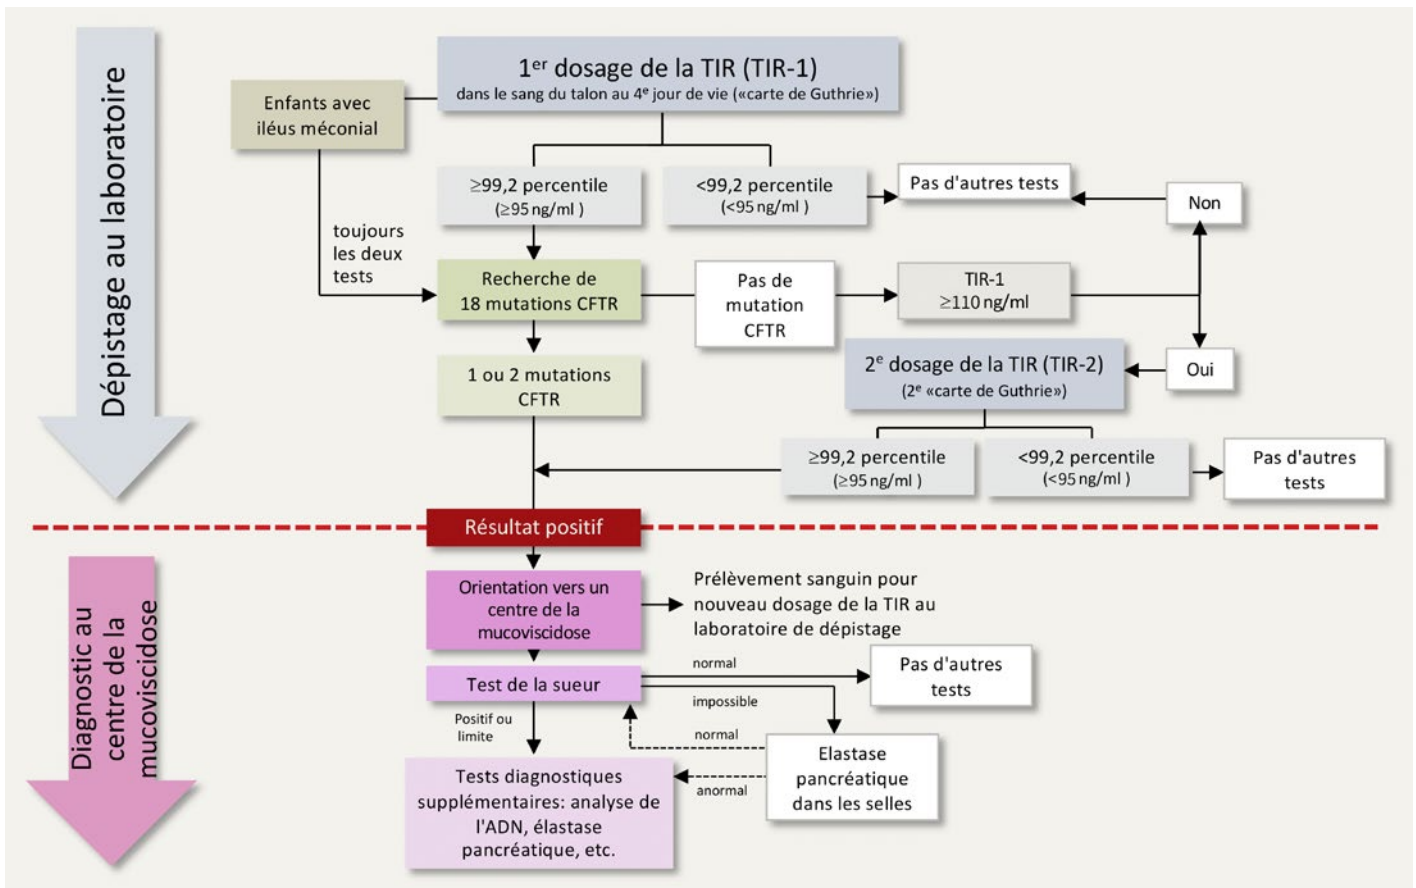 Dépistage au laboratoire
1er dosage de la TIR (TIR-1)
dans le sang du talon au 4e jour de vie («carte de Guthrie»)
Enfants avec
iléus méconial
≥99,2 percentile
(≥95 ng/ml )
<99,2 percentile
(<95 ng/ml )
Pas d'autres tests
Non
toujours
les deux
tests
Recherche de
18 mutations CFTR
Pas de
mutation
CFTR
TIR-1
≥110 ng/ml
Oui
1 ou 2 mutations
CFTR
2e dosage de la TIR (TIR-2)
(2e «carte de Guthrie»)
≥99,2 percentile
(≥95 ng/ml )
<99,2 percentile
(<95 ng/ml )
Pas d'autres
tests
Résultat positif
Diagnostic au
centre de la
mucoviscidose
Orientation vers un
centre de la
mucoviscidose
Prélèvement sanguin pour
nouveau dosage de la TIR au
laboratoire de dépistage
Test de la sueur
normal
Pas d'autres
tests
impossible
Positif ou
limite
normal
Elastase
pancréatique
dans les selles
anormal
Tests diagnostiques
supplémentaires: analyse de
l'ADN, élastase
pancréatique, etc.